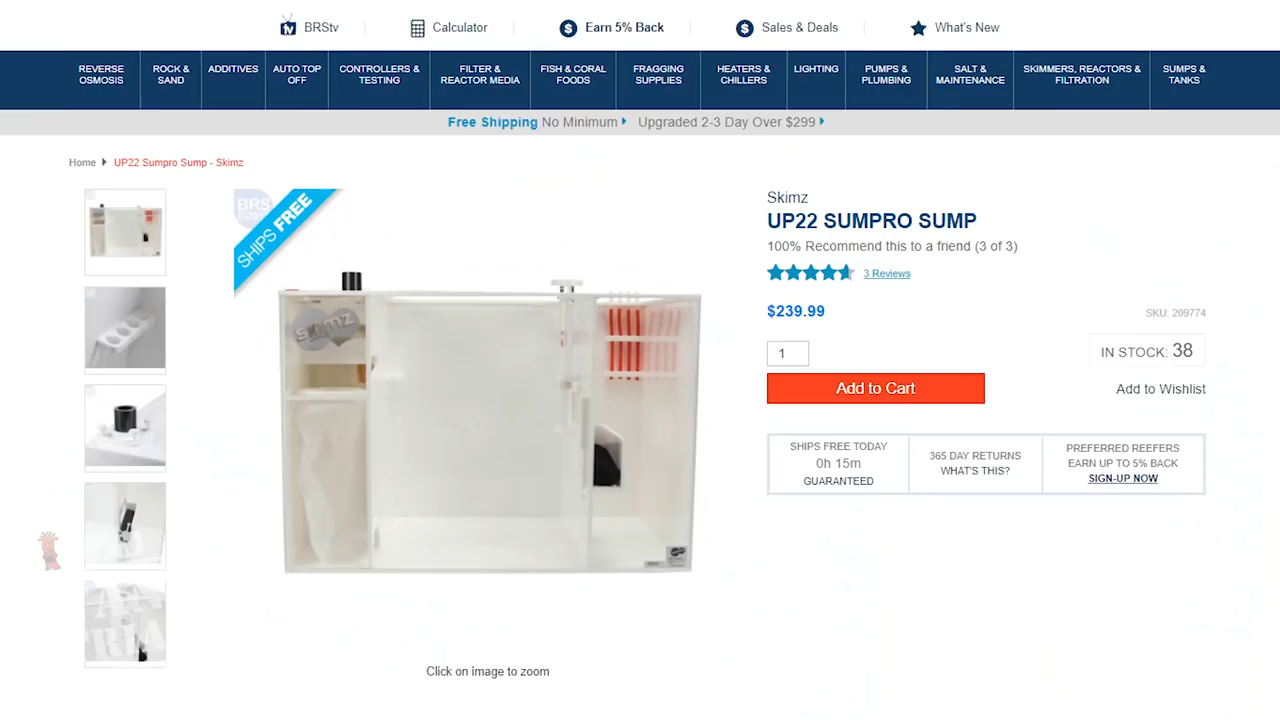 BRStv
Calculator
Earn 5% Back
Sales & Deals
What's New
REVERSE
OSMOSIS
ROCK &
SAND
ADDITIVES
AUTO TOP
OFF
CONTROLLERS &
TESTING
FILTER &
REACTOR MEDIA
FISH & CORAL
FOODS
FRAGGING
SUPPLIES
HEATERS &
CHILLERS
LIGHTING
PUMPS &
PLUMBING
SALT &
MAINTENANCE
SKIMMERS, REACTORS &
FILTRATION
SUMPS &
TANKS
Free Shipping No Minimum
Upgraded 2-3 Day Over $299
Home
UP22 Sumpro Sump - Skimz
BRS
SHIPS FREE
SKIMZ
Skimz
UP22 SUMPRO SUMP
100% Recommend this to a friend (3 of 3)
3 Reviews
$239.99
SKU: 209774
1
IN STOCK: 38
Add to Cart
Add to Wishlist
SHIPS FREE TODAY
0h 15m
GUARANTEED
365 DAY RETURNS
WHAT'S THIS?
PREFERRED REEFERS
EARN UP TO 5% BACK
SIGN-UP NOW
Click on image to zoom